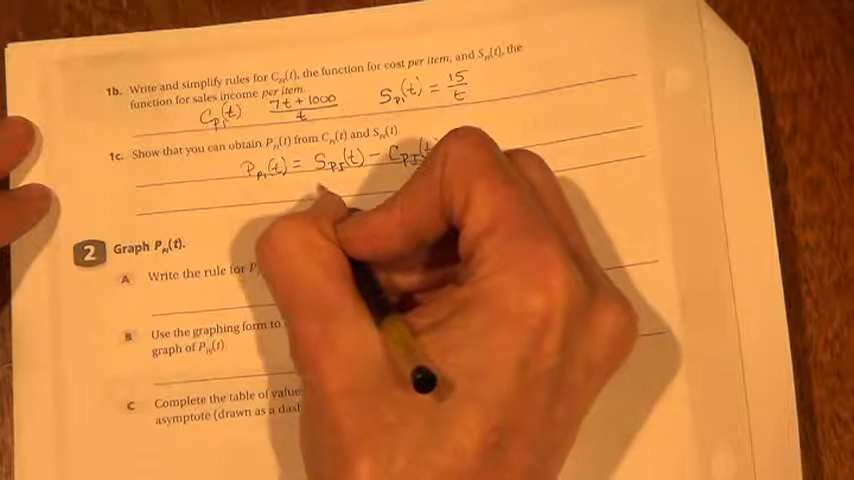 1b. Write and simplify rules for C_PI(t), the function for cost per item, and S_PI(t), the
function for sales income per item.
C_PI(t) (7t + 1000)/t S_PI(t) = 15/t
1c. Show that you can obtain P_PI(t) from C_PI(t) and S_PI(t)
P_PI(t) = S_PI(t) - C_PI(t
2 Graph P_PI(t).
A Write the rule for P
B Use the graphing form to
graph of P_PI(t).
C Complete the table of value
asymptote (drawn as a